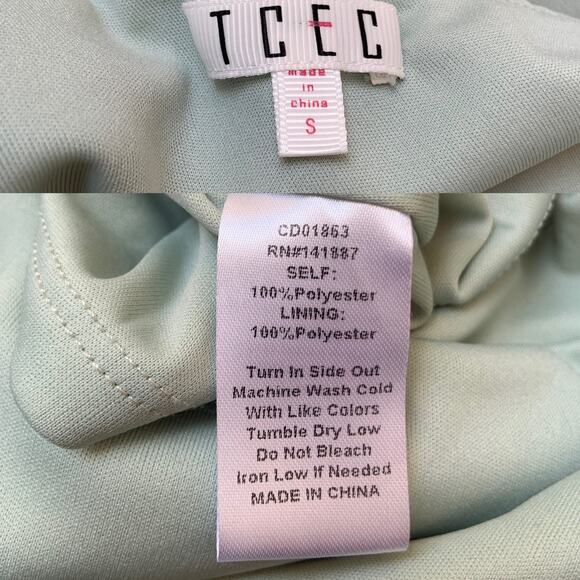 TCEC
made
in
china
S
CD01863
RN#141887
SELF:
100%Polyester
LINING:
100%Polyester
Turn In Side Out
Machine Wash Cold
With Like Colors
Tumble Dry Low
Do Not Bleach
Iron Low If Needed
MADE IN CHINA